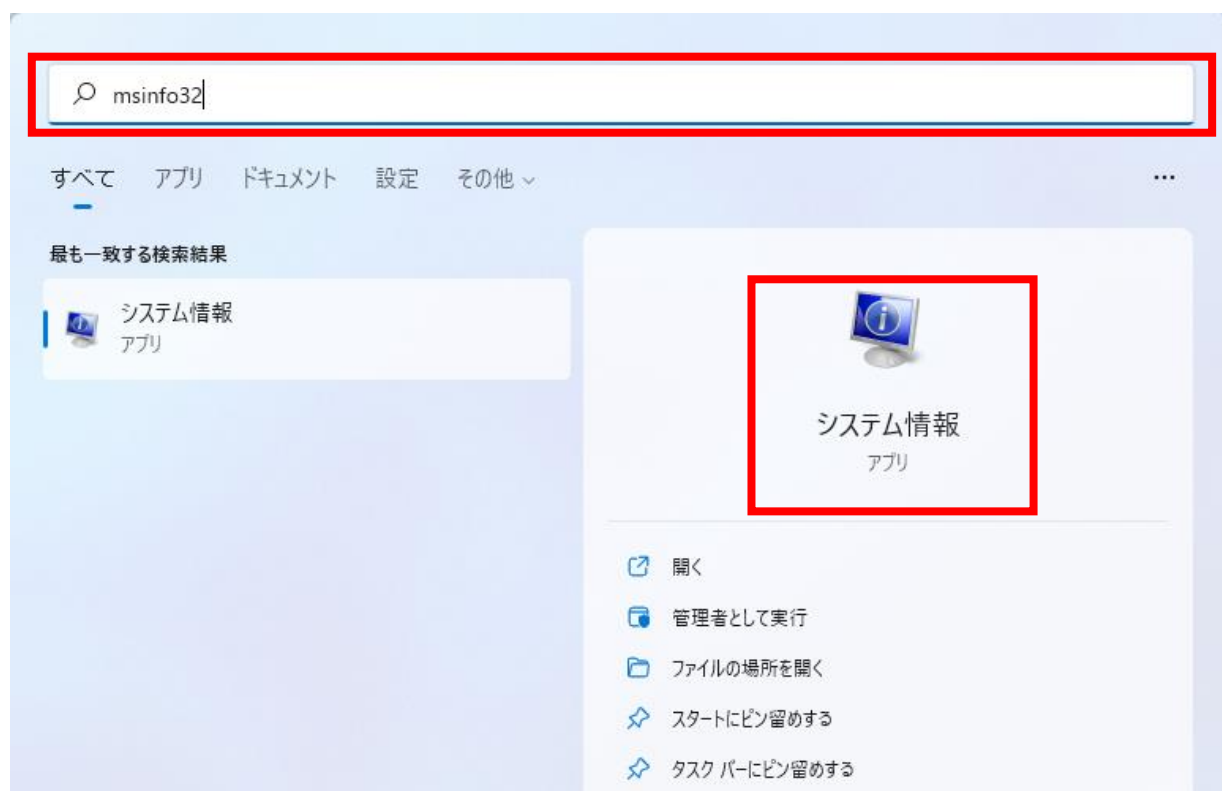 msinfo32
すべて アプリ ドキュメント 設定 その他
最も一致する検索結果
システム情報
アプリ
システム情報
アプリ
開く
管理者として実行
ファイルの場所を開く
スタートにピン留めする
タスク バーにピン留めする